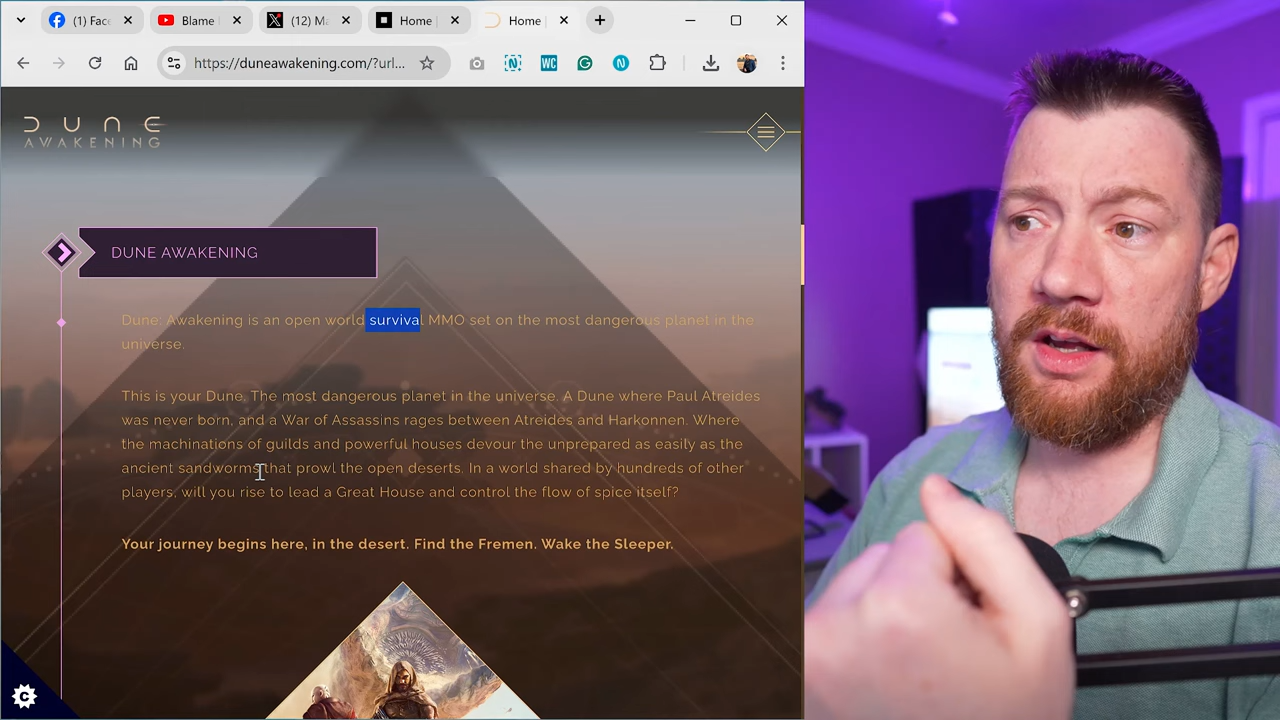 (1) Fac
Blame
(12) Ma
Home |
Home |
https://duneawakening.com/?url...
WC
DUNE
AWAKENING
DUNE AWAKENING
Dune: Awakening is an open world survival MMO set on the most dangerous planet in the
universe.
This is your Dune. The most dangerous planet in the universe. A Dune where Paul Atreides
was never born, and a War of Assassins rages between Atreides and Harkonnen. Where
the machinations of guilds and powerful houses devour the unprepared as easily as the
ancient sandworms that prowl the open deserts. In a world shared by hundreds of other
players, will you rise to lead a Great House and control the flow of spice itself?
Your journey begins here, in the desert. Find the Fremen. Wake the Sleeper.